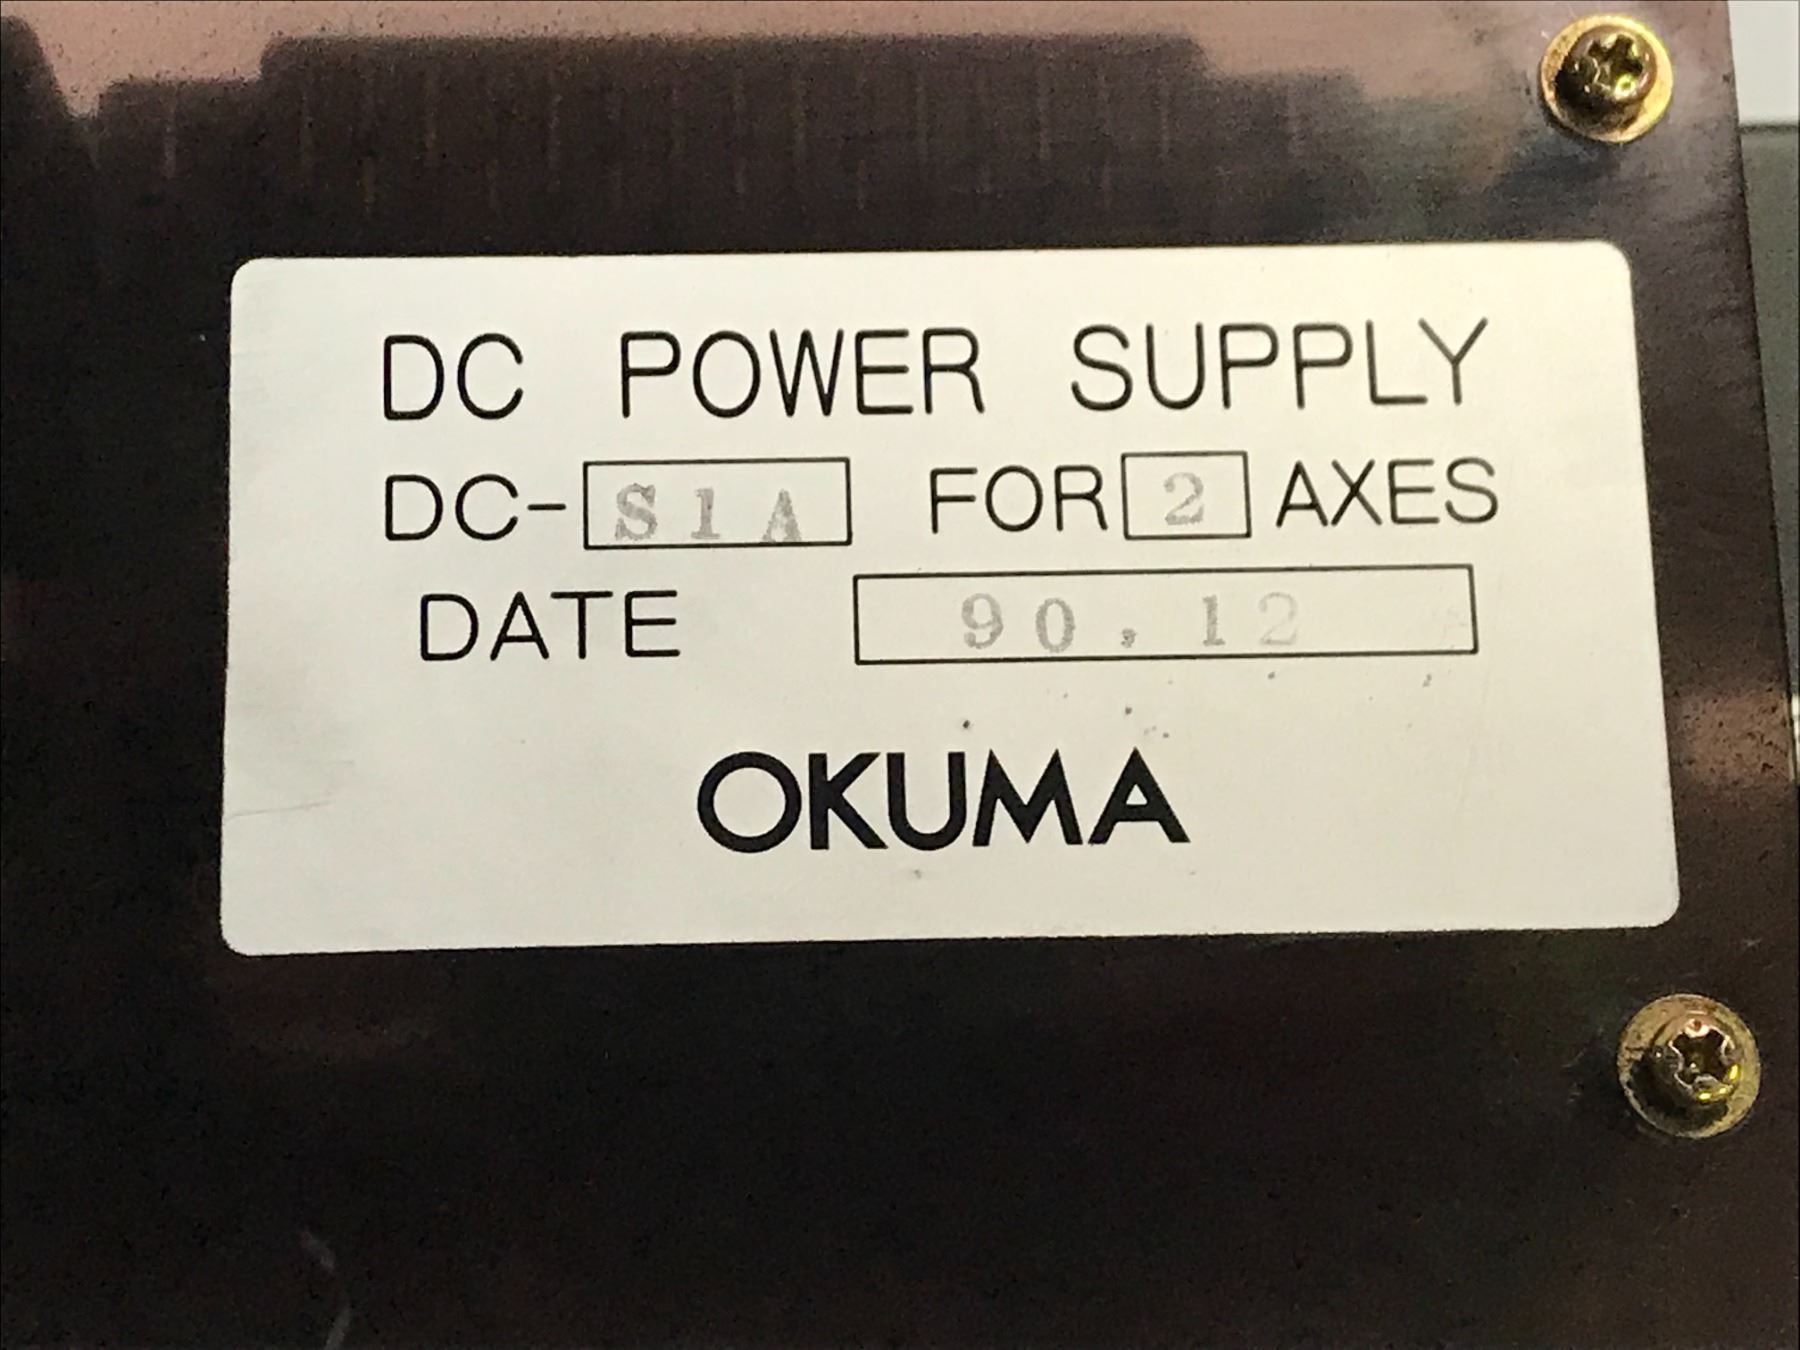 DC POWER SUPPLY
DC-S1A FOR 2 AXES
DATE 90.12
OKUMA